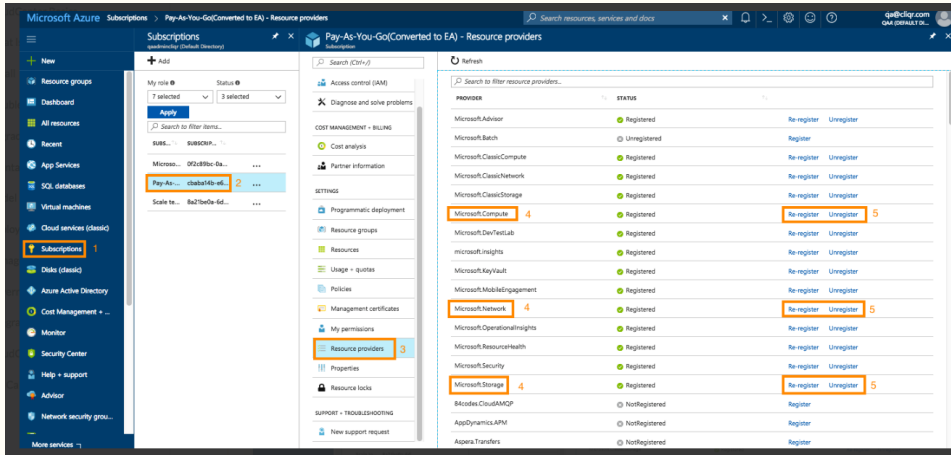 Microsoft Azure Subscriptions > Pay-As-You-Go(Converted to EA) - Resource providers
Search resources, services and docs
qa@cliqr.com
QAR (DEFAULT DI...
New
Resource groups
Dashboard
All resources
Recent
App Services
SQL databases
Virtual machines
Cloud services (classic)
Subscriptions 1
Disks (classic)
Azure Active Directory
Cost Management + ...
Monitor
Security Center
Help + support
Advisor
Network security grou...
More services
Subscriptions
qaadmincliqr (Default Directory)
Add
My role Status
7 selected 3 selected
Apply
Search to filter items...
SUBS... SUBSCRIP...
Microso... 0f2c89bc-0a... ...
Pay-As-... cbaba14b-e6... 2 ...
Scale te... 8a21be0a-6d... ...
Pay-As-You-Go(Converted to EA) - Resource providers
Subscription
Search (Ctrl+/)
Access control (IAM)
Diagnose and solve problems
COST MANAGEMENT + BILLING
Cost analysis
Partner information
SETTINGS
Programmatic deployment
Resource groups
Resources
Usage + quotas
Policies
Management certificates
My permissions
Resource providers 3
Properties
Resource locks
SUPPORT + TROUBLESHOOTING
New support request
Refresh
Search to filter resource providers...
PROVIDER STATUS
Microsoft.Advisor Registered Re-register Unregister
Microsoft.Batch Unregistered Register
Microsoft.ClassicCompute Registered Re-register Unregister
Microsoft.ClassicNetwork Registered Re-register Unregister
Microsoft.ClassicStorage Registered Re-register Unregister
Microsoft.Compute 4 Registered Re-register Unregister 5
Microsoft.DevTestLab Registered Re-register Unregister
microsoft.insights Registered Re-register Unregister
Microsoft.KeyVault Registered Re-register Unregister
Microsoft.MobileEngagement Registered Re-register Unregister
Microsoft.Network 4 Registered Re-register Unregister 5
Microsoft.OperationalInsights Registered Re-register Unregister
Microsoft.ResourceHealth Registered Re-register Unregister
Microsoft.Security Registered Re-register Unregister
Microsoft.Storage 4 Registered Re-register Unregister 5
84codes.CloudAMQP NotRegistered Register
AppDynamics.APM NotRegistered Register
Aspera.Transfers NotRegistered Register